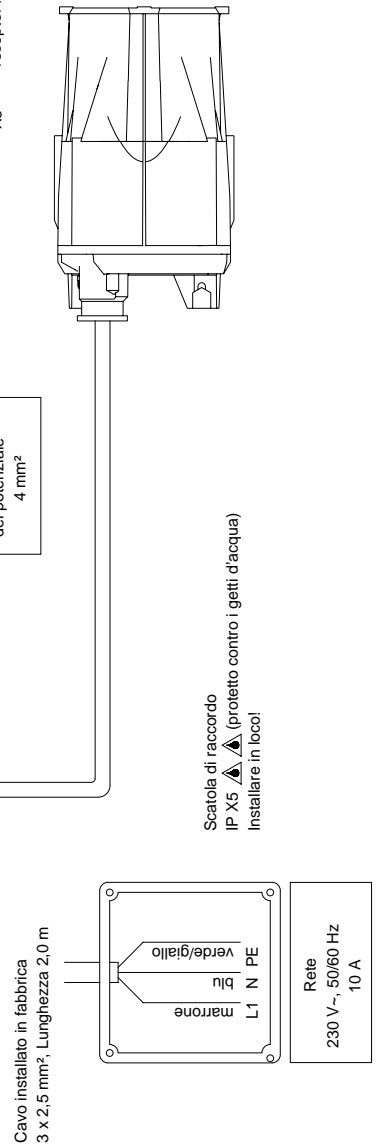 del potenziale
4 mm²
Scatola di raccordo
IP X5 (protetto contro i getti d'acqua)
Installare in loco!
Cavo installato in fabbrica
3 x 2,5 mm², Lunghezza 2,0 m
marrone
blu
verde/giallo
L1 N PE
Rete
230 V~, 50/60 Hz
10 A